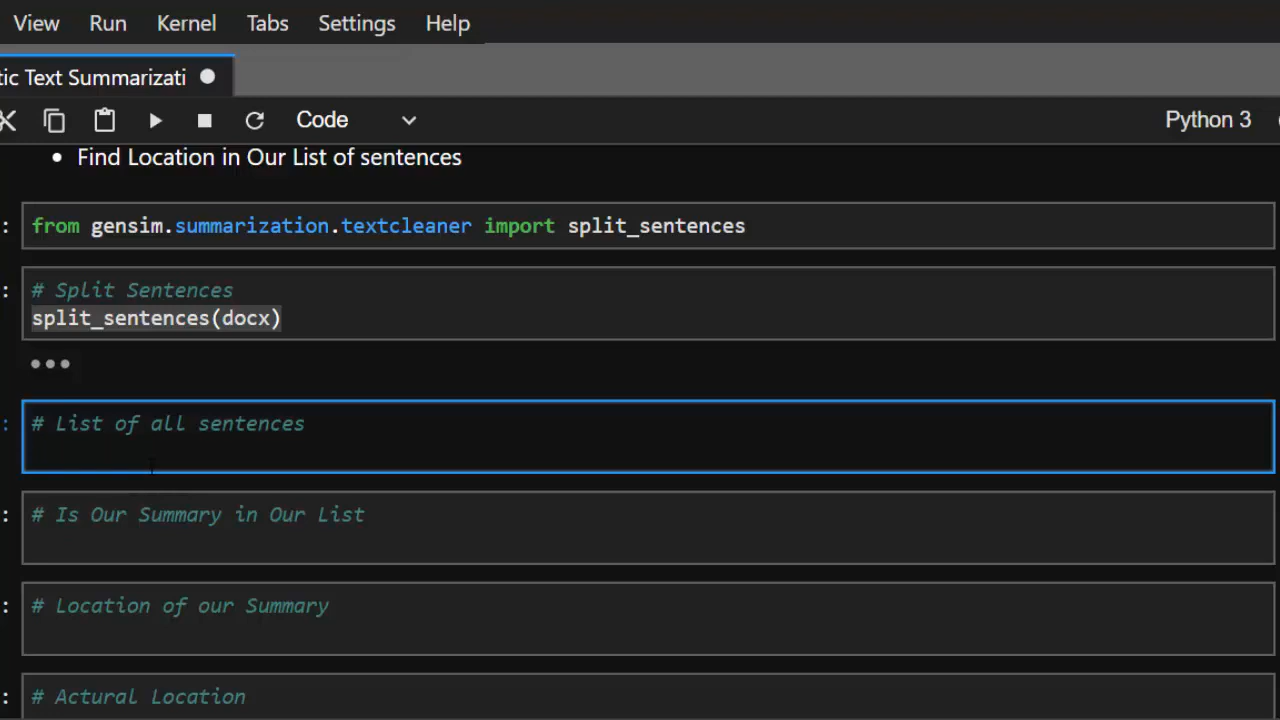 View Run Kernel Tabs Settings Help
tic Text Summarizati
Code Python 3
• Find Location in Our List of sentences
: from gensim.summarization.textcleaner import split_sentences
: # Split Sentences
split_sentences(docx)
: # List of all sentences
: # Is Our Summary in Our List
: # Location of our Summary
: # Actural Location